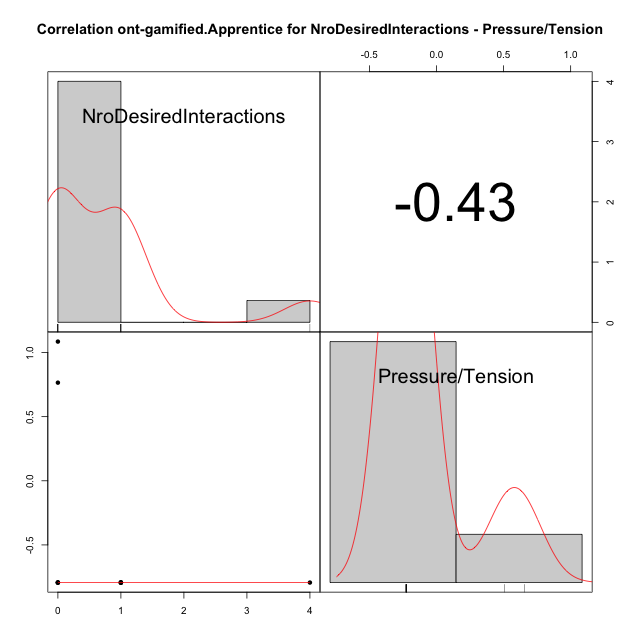 Correlation ont-gamified.Apprentice for NroDesiredInteractions - Pressure/Tension
-0.5 0.0 0.5 1.0
NroDesiredInteractions
-0.43
4
3
2
1
0
Pressure/Tension
1.0
0.5
0.0
-0.5
0 1 2 3 4